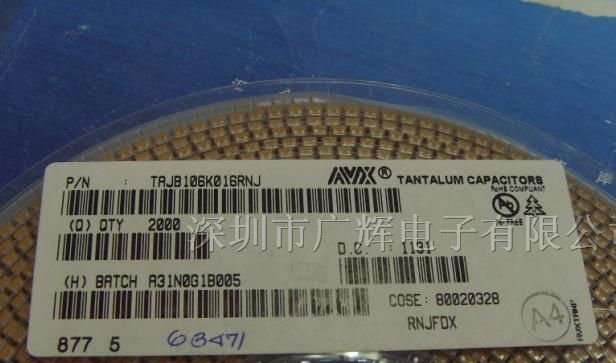 P/N : TAJB106K016RNJ
AVX ® TANTALUM CAPACITORS
RoHS COMPLIANT
(Q) QTY 2000
深圳市广辉电子有限公司
D.C. : 1131
(H) BATCH A31N0G1B005
COSE: 80020328
RNJFDX
A4
877 5
6B471